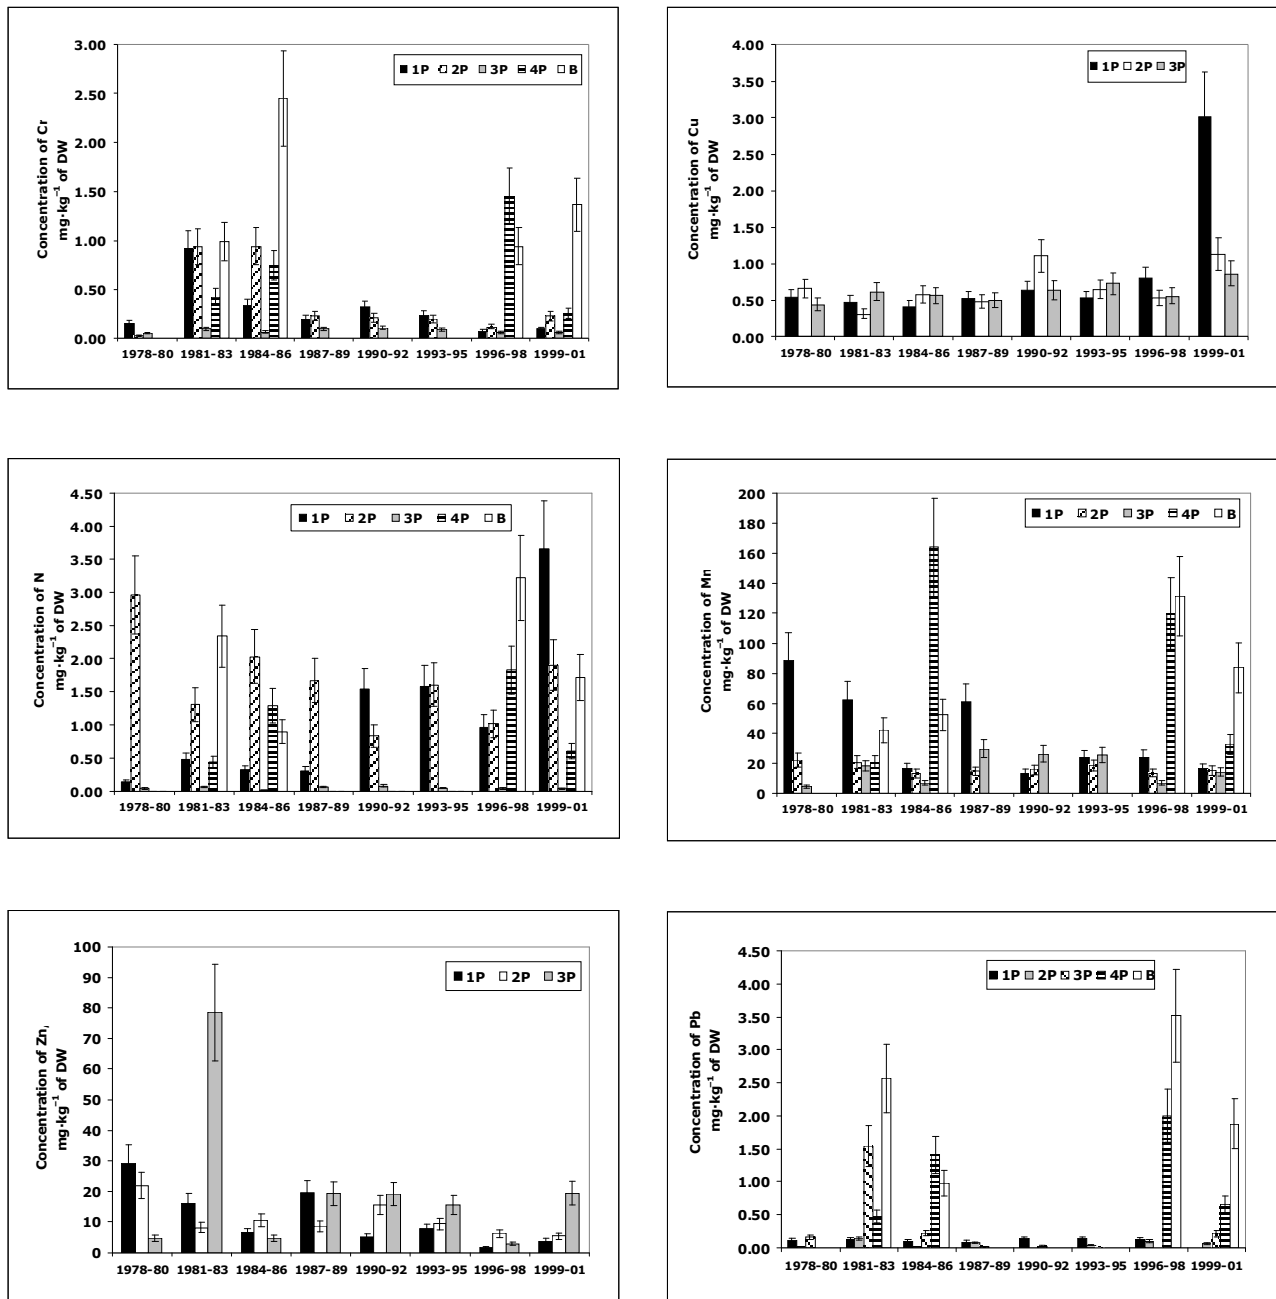 Concentration of Cr
mg·kg⁻¹ of DW
3.00
2.50
2.00
1.50
1.00
0.50
0.00
1P 2P 3P 4P B
1978-80 1981-83 1984-86 1987-89 1990-92 1993-95 1996-98 1999-01
Concentration of Cu
mg·kg⁻¹ of DW
4.00
3.50
3.00
2.50
2.00
1.50
1.00
0.50
0.00
1P 2P 3P
1978-80 1981-83 1984-86 1987-89 1990-92 1993-95 1996-98 1999-01
Concentration of N
mg·kg⁻¹ of DW
4.50
4.00
3.50
3.00
2.50
2.00
1.50
1.00
0.50
0.00
1P 2P 3P 4P B
1978-80 1981-83 1984-86 1987-89 1990-92 1993-95 1996-98 1999-01
Concentration of Mn
mg·kg⁻¹ of DW
200
180
160
140
120
100
80
60
40
20
0
1P 2P 3P 4P B
1978-80 1981-83 1984-86 1987-89 1990-92 1993-95 1996-98 1999-01
Concentration of Zn,
mg·kg⁻¹ of DW
100
90
80
70
60
50
40
30
20
10
0
1P 2P 3P
1978-80 1981-83 1984-86 1987-89 1990-92 1993-95 1996-98 1999-01
Concentration of Pb
mg·kg⁻¹ of DW
4.50
4.00
3.50
3.00
2.50
2.00
1.50
1.00
0.50
0.00
1P 2P 3P 4P B
1978-80 1981-83 1984-86 1987-89 1990-92 1993-95 1996-98 1999-01